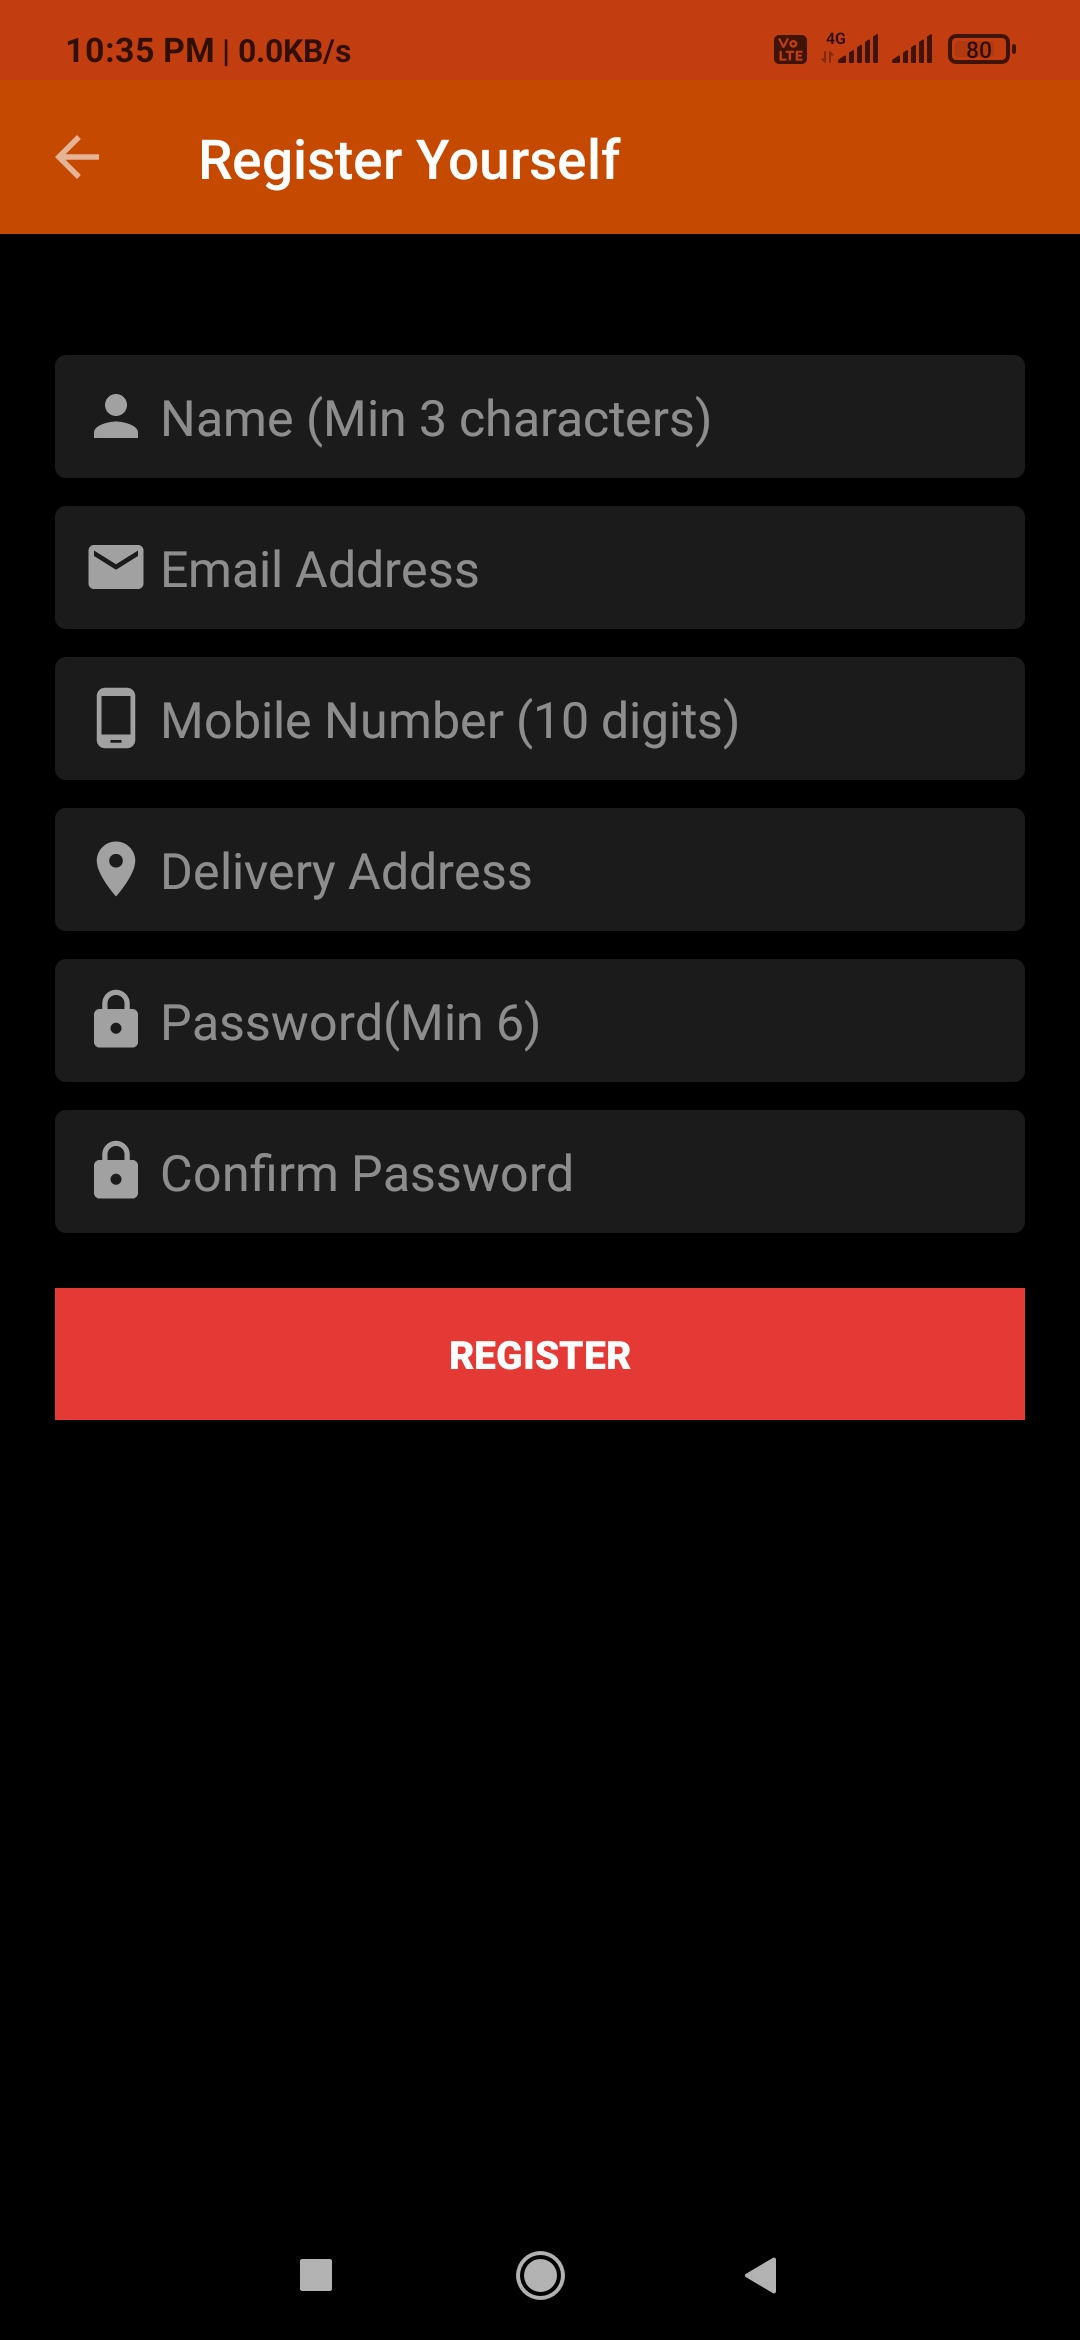 10:35 PM | 0.0KB/s
Vo LTE 4G 80
Register Yourself
Name (Min 3 characters)
Email Address
Mobile Number (10 digits)
Delivery Address
Password(Min 6)
Confirm Password
REGISTER